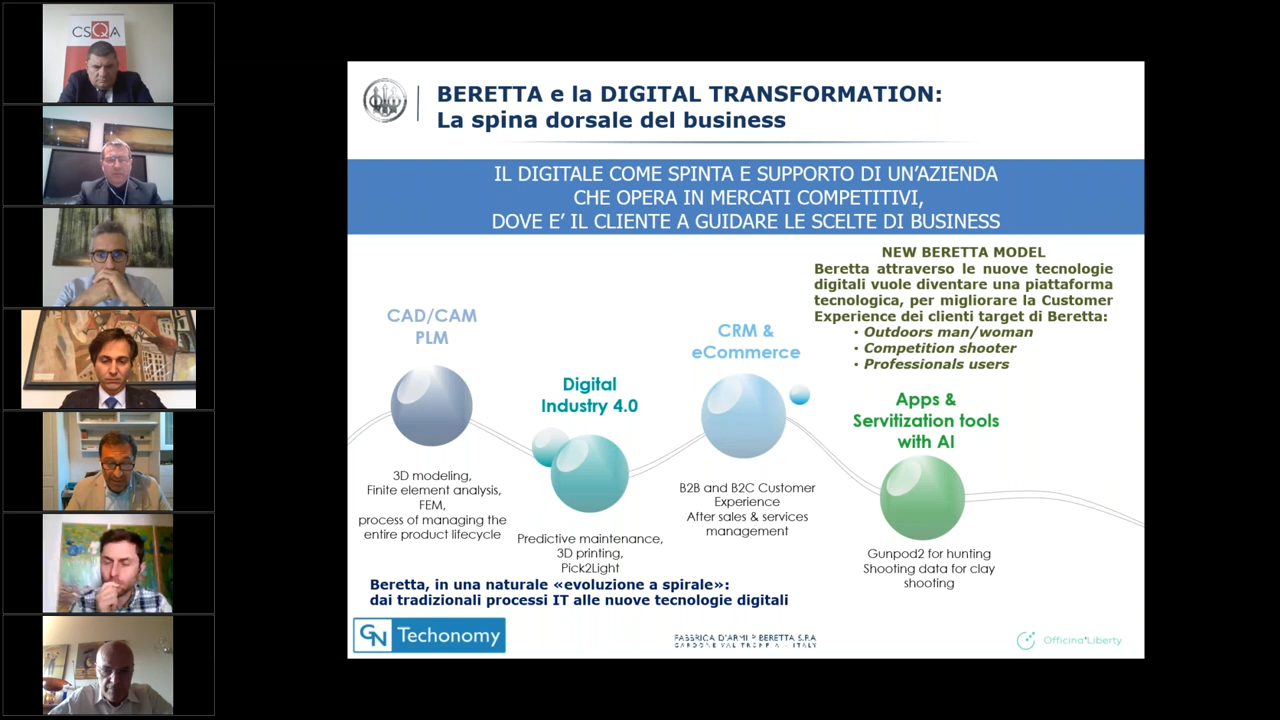 CSQA
BERETTA e la DIGITAL TRANSFORMATION:
La spina dorsale del business
IL DIGITALE COME SPINTA E SUPPORTO DI UN'AZIENDA
CHE OPERA IN MERCATI COMPETITIVI,
DOVE E' IL CLIENTE A GUIDARE LE SCELTE DI BUSINESS
NEW BERETTA MODEL
Beretta attraverso le nuove tecnologie
digitali vuole diventare una piattaforma
tecnologica, per migliorare la Customer
Experience dei clienti target di Beretta:
• Outdoors man/woman
• Competition shooter
• Professionals users
CAD/CAM
PLM
3D modeling,
Finite element analysis,
FEM,
process of managing the
entire product lifecycle
Digital
Industry 4.0
Predictive maintenance,
3D printing,
Pick2Light
CRM &
eCommerce
B2B and B2C Customer
Experience
After sales & services
management
Apps &
Servitization tools
with AI
Gunpod2 for hunting
Shooting data for clay
shooting
Beretta, in una naturale «evoluzione a spirale»:
dai tradizionali processi IT alle nuove tecnologie digitali
GN Techonomy
FABBRICA D'ARMI P BERETTA S.P.A
GARDONE VAL TROMPIA - ITALY
Officina*Liberty